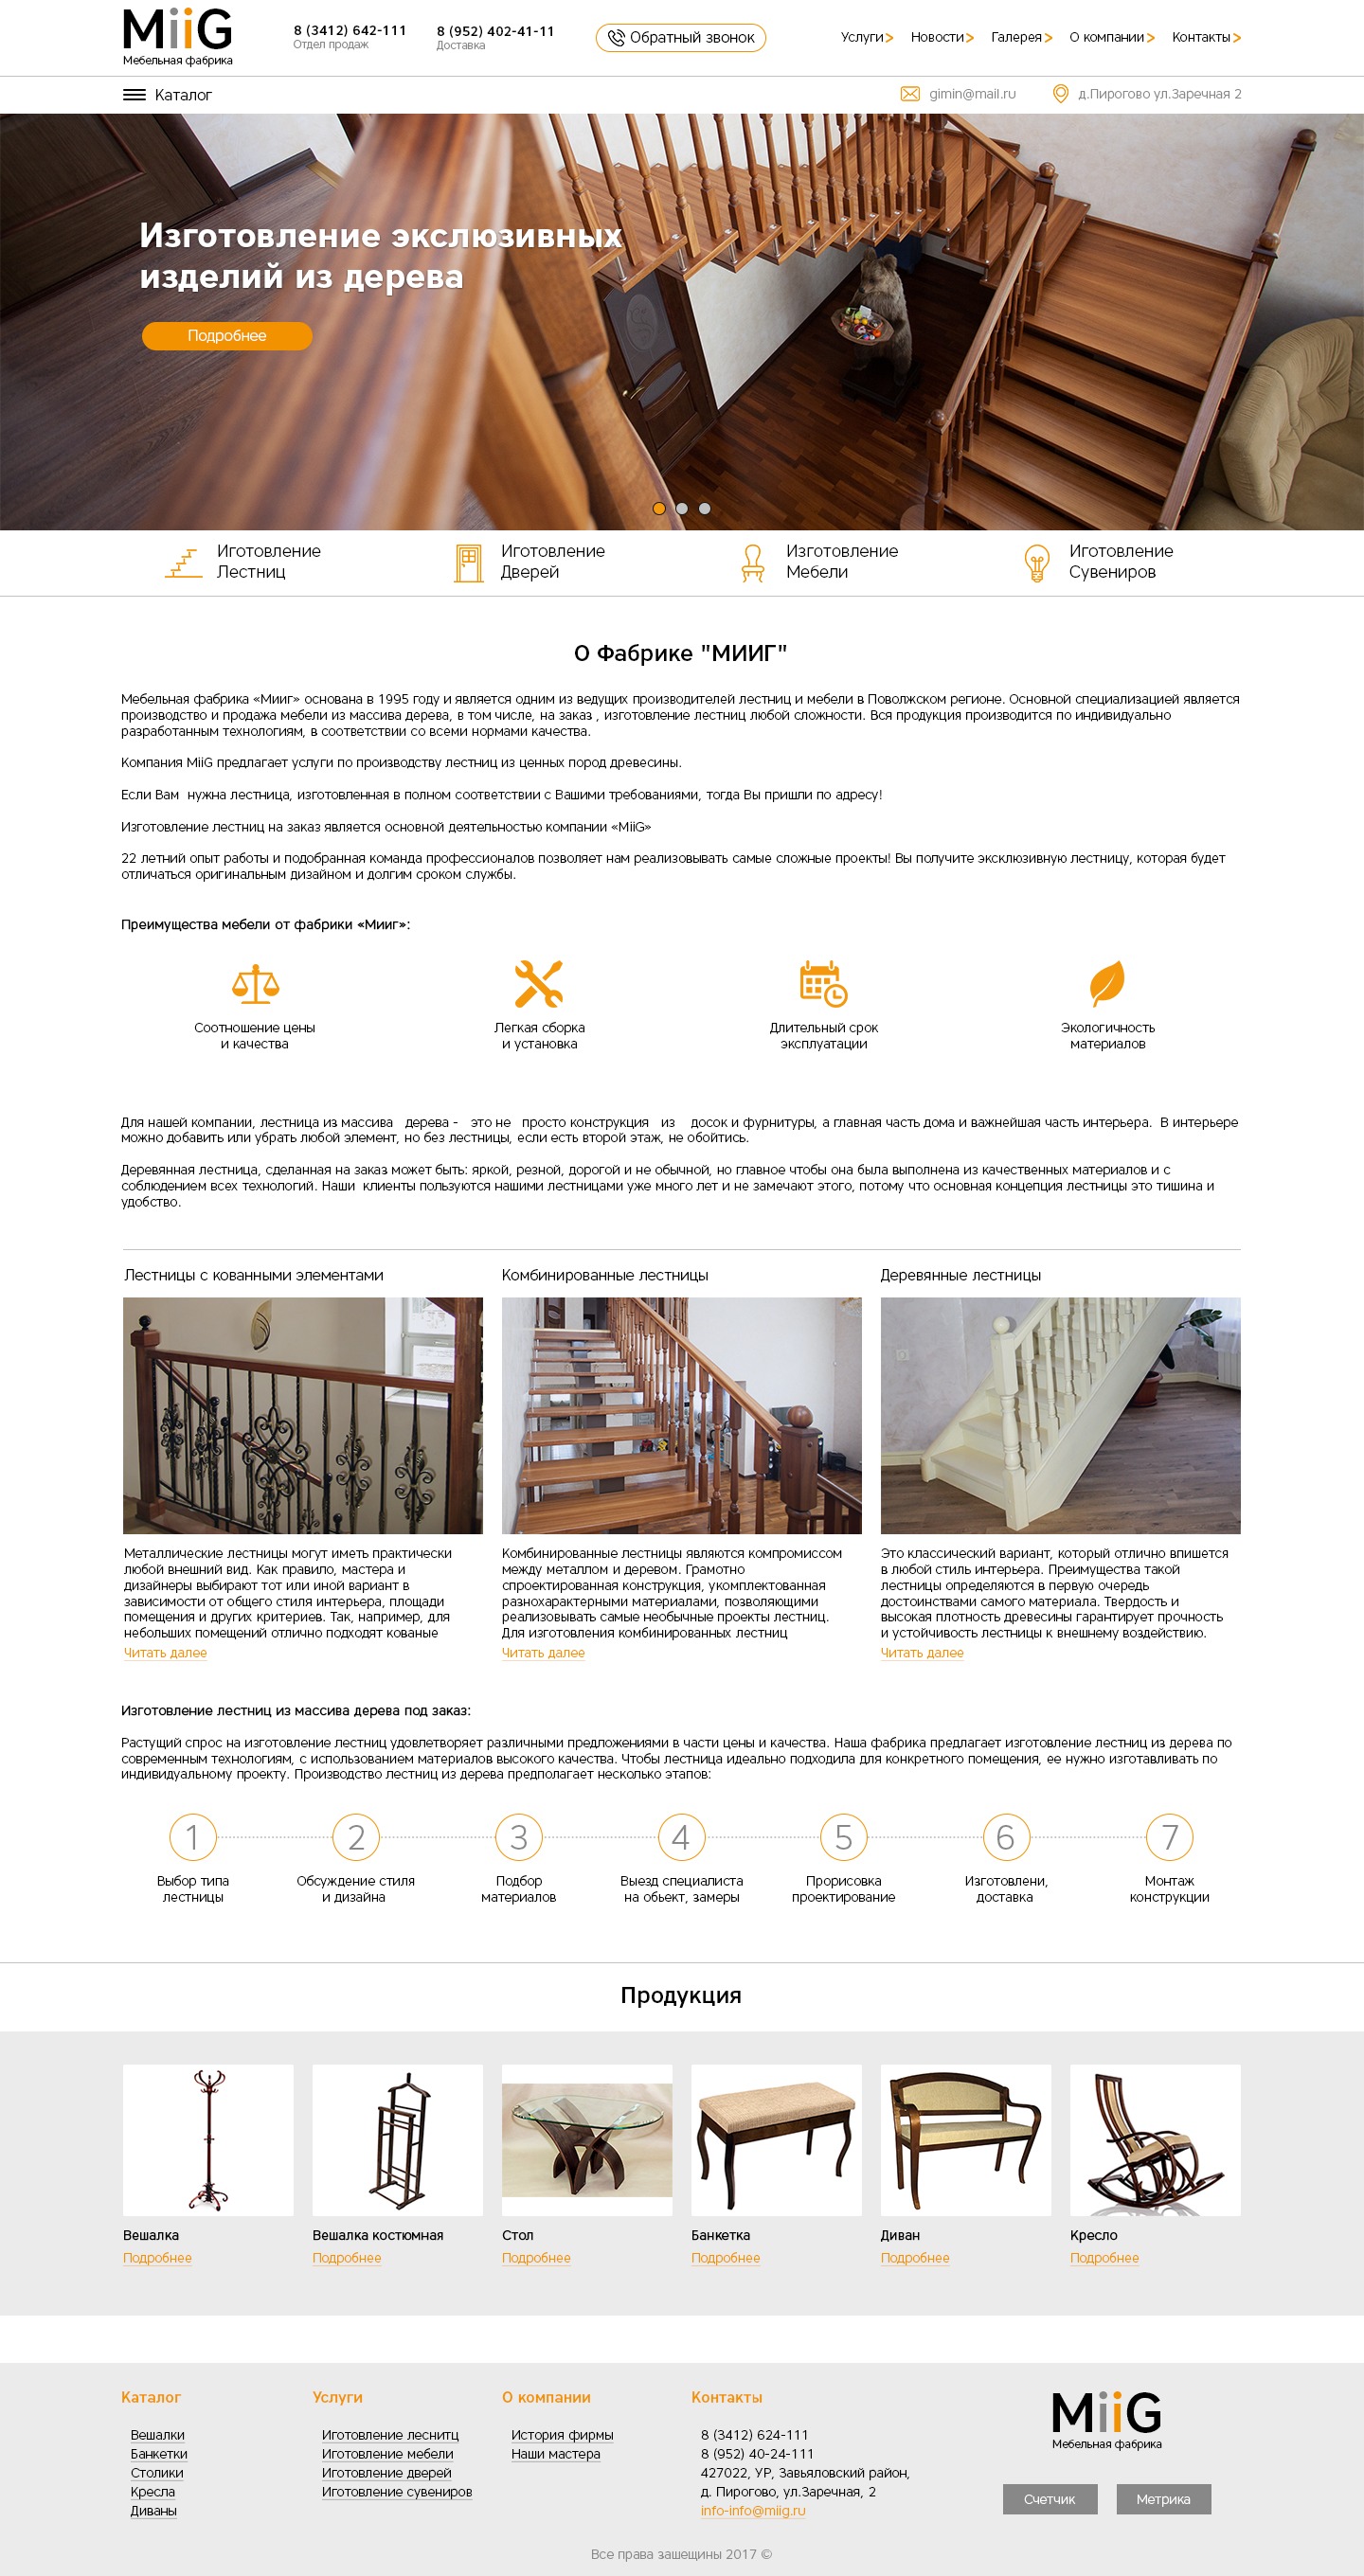 MiiG
Мебельная фабрика
8 (3412) 642-111
Отдел продаж
8 (952) 402-41-11
Доставка
Обратный звонок
Услуги
Новости
Галерея
О компании
Контакты
Каталог
gimin@mail.ru
д.Пирогово ул.Заречная 2
Изготовление экслюзивных
изделий из дерева
Подробнее
Иготовление
Лестниц
Иготовление
Дверей
Изготовление
Мебели
Иготовление
Сувениров
О Фабрике "МИИГ"
Мебельная фабрика «Мииг» основана в 1995 году и является одним из ведущих производителей лестниц и мебели в Поволжском регионе. Основной специализацией является
производство и продажа мебели из массива дерева, в том числе, на заказ , изготовление лестниц любой сложности. Вся продукция производится по индивидуально
разработанным технологиям, в соответствии со всеми нормами качества.
Компания MiiG предлагает услуги по производству лестниц из ценных пород древесины.
Если Вам  нужна лестница, изготовленная в полном соответствии с Вашими требованиями, тогда Вы пришли по адресу!
Изготовление лестниц на заказ является основной деятельностью компании «MiiG»
22 летний опыт работы и подобранная команда профессионалов позволяет нам реализовывать самые сложные проекты! Вы получите эксклюзивную лестницу, которая будет
отличаться оригинальным дизайном и долгим сроком службы.
Преимущества мебели от фабрики «Мииг»:
Соотношение цены
и качества
Легкая сборка
и установка
Длительный срок
эксплуатации
Экологичность
материалов
Для нашей компании, лестница из массива   дерева -   это не   просто конструкция   из    досок и фурнитуры, а главная часть дома и важнейшая часть интерьера.  В интерьере
можно добавить или убрать любой элемент, но без лестницы, если есть второй этаж, не обойтись.
Деревянная лестница, сделанная на заказ может быть: яркой, резной, дорогой и не обычной, но главное чтобы она была выполнена из качественных материалов и с
соблюдением всех технологий. Наши  клиенты пользуются нашими лестницами уже много лет и не замечают этого, потому что основная концепция лестницы это тишина и
удобство.
Лестницы с кованными элементами
Комбинированные лестницы
Деревянные лестницы
Металлические лестницы могут иметь практически
любой внешний вид. Как правило, мастера и
дизайнеры выбирают тот или иной вариант в
зависимости от общего стиля интерьера, площади
помещения и других критериев. Так, например, для
небольших помещений отлично подходят кованые
Читать далее
Комбинированные лестницы являются компромиссом
между металлом и деревом. Грамотно
спроектированная конструкция, укомплектованная
разнохарактерными материалами, позволяющими
реализовывать самые необычные проекты лестниц.
Для изготовления комбинированных лестниц
Читать далее
Это классический вариант, который отлично впишется
в любой стиль интерьера. Преимущества такой
лестницы определяются в первую очередь
достоинствами самого материала. Твердость и
высокая плотность древесины гарантирует прочность
и устойчивость лестницы к внешнему воздействию.
Читать далее
Изготовление лестниц из массива дерева под заказ:
Растущий спрос на изготовление лестниц удовлетворяет различными предложениями в части цены и качества. Наша фабрика предлагает изготовление лестниц из дерева по
современным технологиям, с использованием материалов высокого качества. Чтобы лестница идеально подходила для конкретного помещения, ее нужно изготавливать по
индивидуальному проекту. Производство лестниц из дерева предполагает несколько этапов:
1
2
3
4
5
6
7
Выбор типа
лестницы
Обсуждение стиля
и дизайна
Подбор
материалов
Выезд специалиста
на обьект, замеры
Прорисовка
проектирование
Изготовлени,
доставка
Монтаж
конструкции
Продукция
Вешалка
Подробнее
Вешалка костюмная
Подробнее
Стол
Подробнее
Банкетка
Подробнее
Диван
Подробнее
Кресло
Подробнее
Каталог
Вешалки
Банкетки
Столики
Кресла
Диваны
Услуги
Иготовление леснитц
Иготовление мебели
Иготовление дверей
Иготовление сувениров
О компании
История фирмы
Наши мастера
Контакты
8 (3412) 624-111
8 (952) 40-24-111
427022, УР, Завьяловский район,
д. Пирогово, ул.Заречная, 2
info-info@miig.ru
MiiG
Мебельная фабрика
Счетчик
Метрика
Все права зашещины 2017 ©